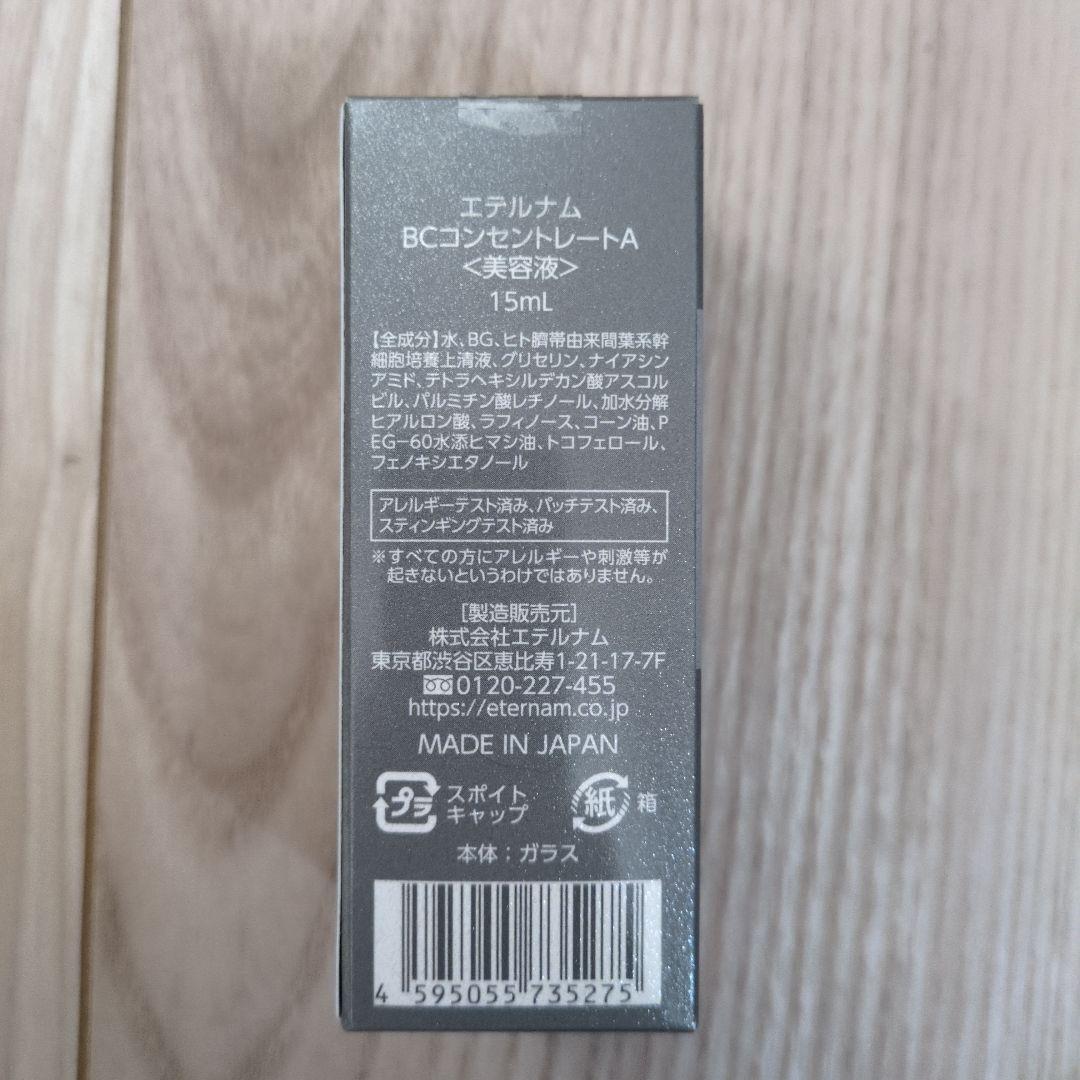 エテルナム
BCコンセントレートA
<美容液>
15mL
【全成分】水、BG、ヒト臍帯由来間葉系幹
細胞培養上清液、グリセリン、ナイアシン
アミド、テトラヘキシルデカン酸アスコル
ビル、パルミチン酸レチノール、加水分解
ヒアルロン酸、ラフィノース、コーン油、P
EG-60水添ヒマシ油、トコフェロール、
フェノキシエタノール
アレルギーテスト済み、パッチテスト済み、
スティンギングテスト済み
※すべての方にアレルギーや刺激等が
起きないというわけではありません。
[製造販売元]
株式会社エテルナム
東京都渋谷区恵比寿1-21-17-7F
0120-227-455
https://eternam.co.jp
MADE IN JAPAN
プラ スポイト
キャップ
紙 箱
本体：ガラス
4 595055 735275